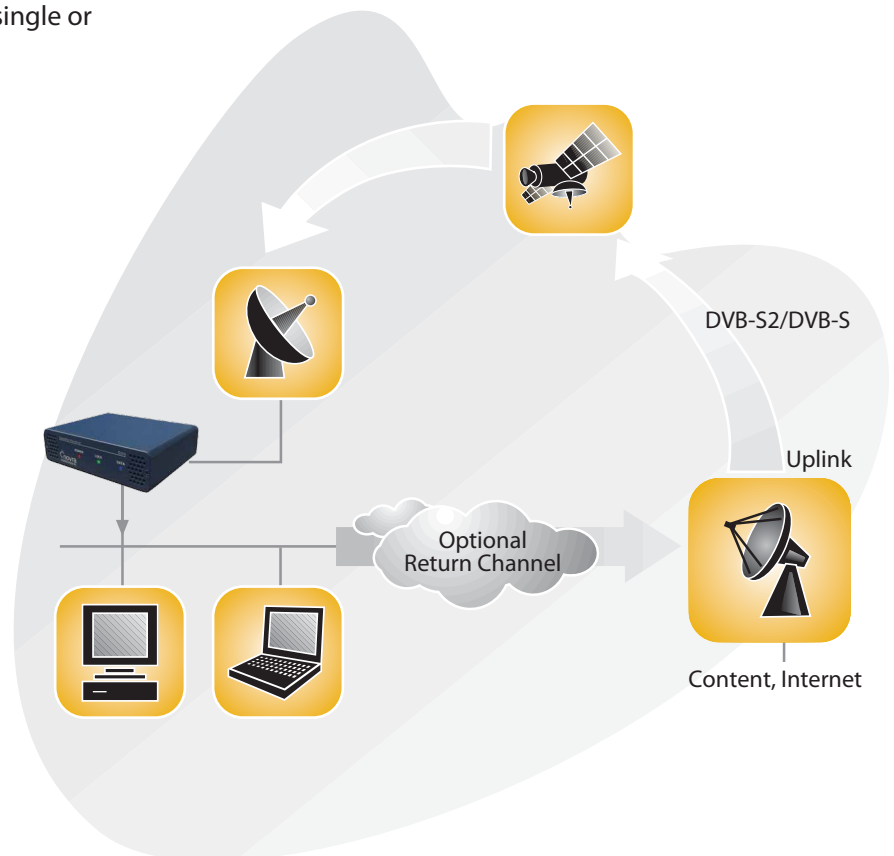 single or
DVB-S2/DVB-S
Uplink
Optional
Return Channel
Content, Internet